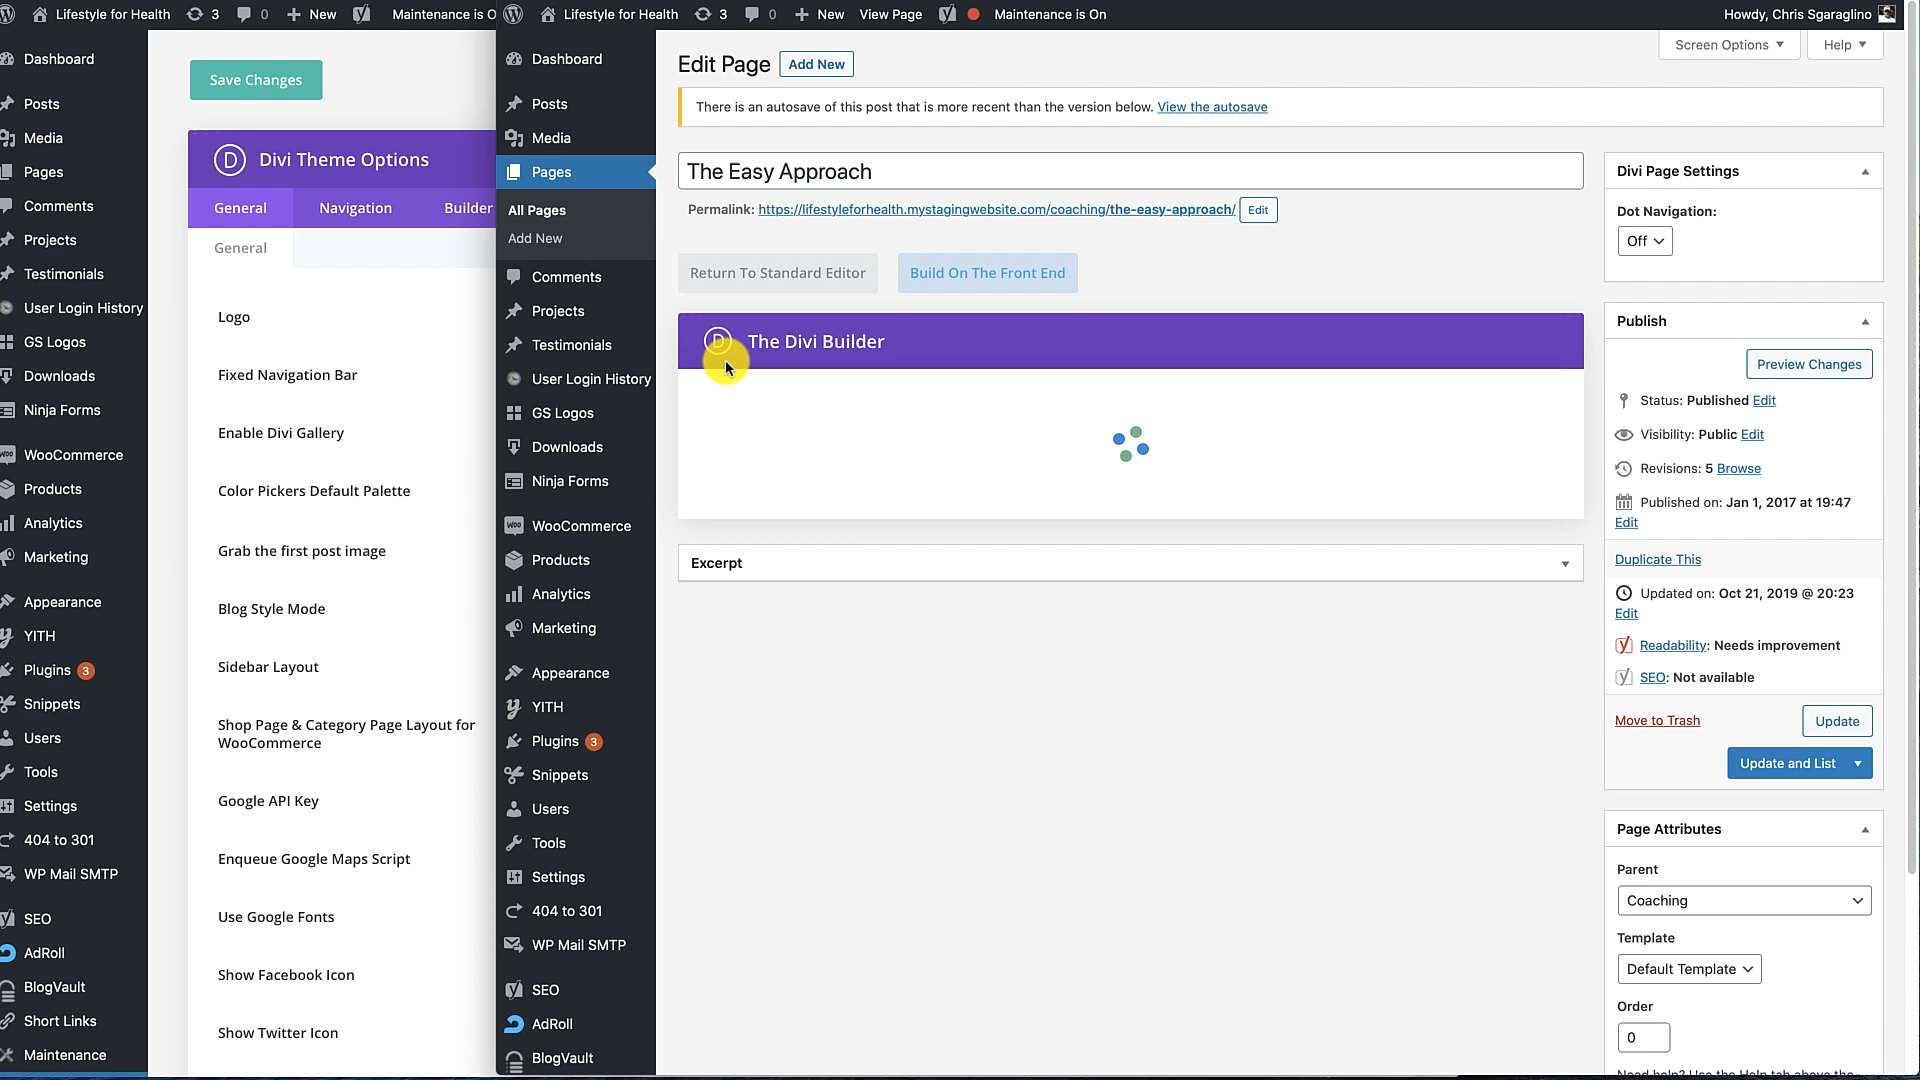 Lifestyle for Health 3 0 New Maintenance is O
Dashboard
Posts
Media
Pages
Comments
Projects
Testimonials
User Login History
GS Logos
Downloads
Ninja Forms
WooCommerce
Products
Analytics
Marketing
Appearance
YITH
Plugins 3
Snippets
Users
Tools
Settings
404 to 301
WP Mail SMTP
SEO
AdRoll
BlogVault
Short Links
Maintenance
Save Changes
Divi Theme Options
General Navigation Builder
General
Logo
Fixed Navigation Bar
Enable Divi Gallery
Color Pickers Default Palette
Grab the first post image
Blog Style Mode
Sidebar Layout
Shop Page & Category Page Layout for
WooCommerce
Google API Key
Enqueue Google Maps Script
Use Google Fonts
Show Facebook Icon
Show Twitter Icon
Lifestyle for Health 3 0 New View Page Maintenance is On Howdy, Chris Sgaraglino
Dashboard
Posts
Media
Pages
All Pages
Add New
Comments
Projects
Testimonials
User Login History
GS Logos
Downloads
Ninja Forms
WooCommerce
Products
Analytics
Marketing
Appearance
YITH
Plugins 3
Snippets
Users
Tools
Settings
404 to 301
WP Mail SMTP
SEO
AdRoll
BlogVault
Screen Options Help
Edit Page Add New
There is an autosave of this post that is more recent than the version below. View the autosave
The Easy Approach
Permalink: https://lifestyleforhealth.mystagingwebsite.com/coaching/the-easy-approach/ Edit
Return To Standard Editor Build On The Front End
D The Divi Builder
Excerpt
Divi Page Settings
Dot Navigation:
Off
Publish
Preview Changes
Status: Published Edit
Visibility: Public Edit
Revisions: 5 Browse
Published on: Jan 1, 2017 at 19:47
Edit
Duplicate This
Updated on: Oct 21, 2019 @ 20:23
Edit
Readability: Needs improvement
SEO: Not available
Move to Trash Update
Update and List
Page Attributes
Parent
Coaching
Template
Default Template
Order
0
Need help? Use the Help tab above the